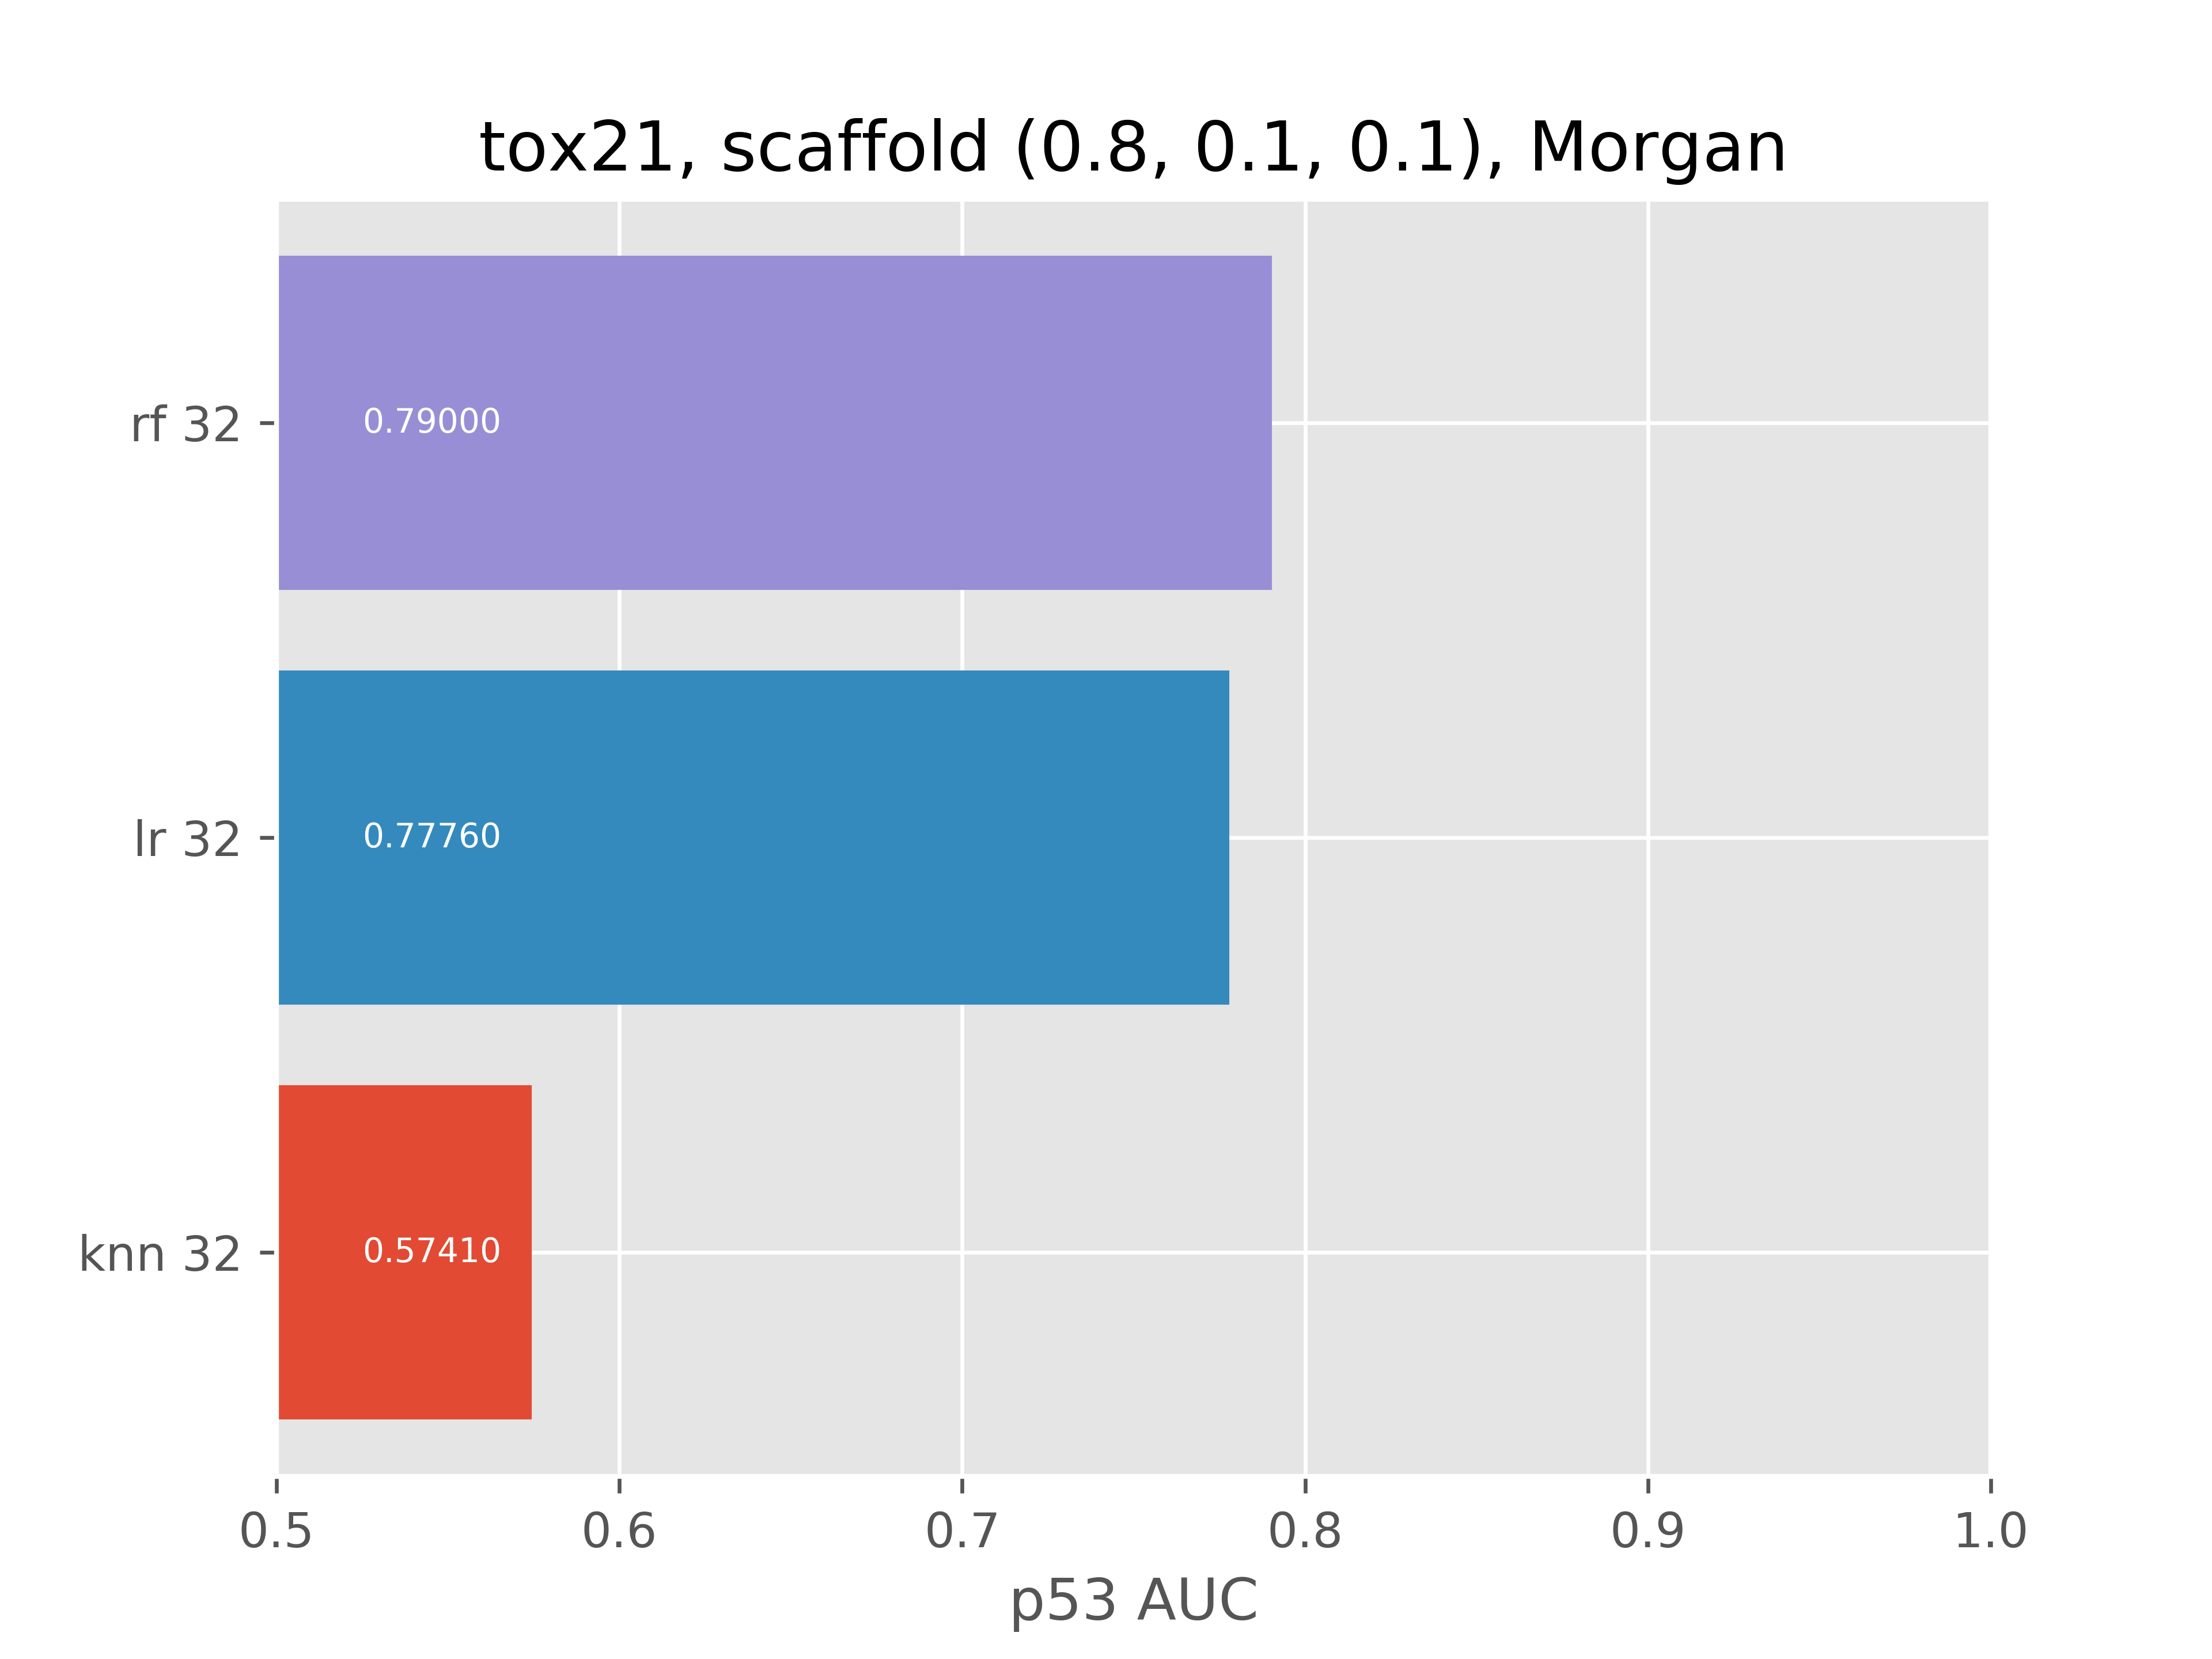 tox21, scaffold (0.8, 0.1, 0.1), Morgan
rf 32
0.79000
lr 32
0.77760
knn 32
0.57410
0.5 0.6 0.7 0.8 0.9 1.0
p53 AUC